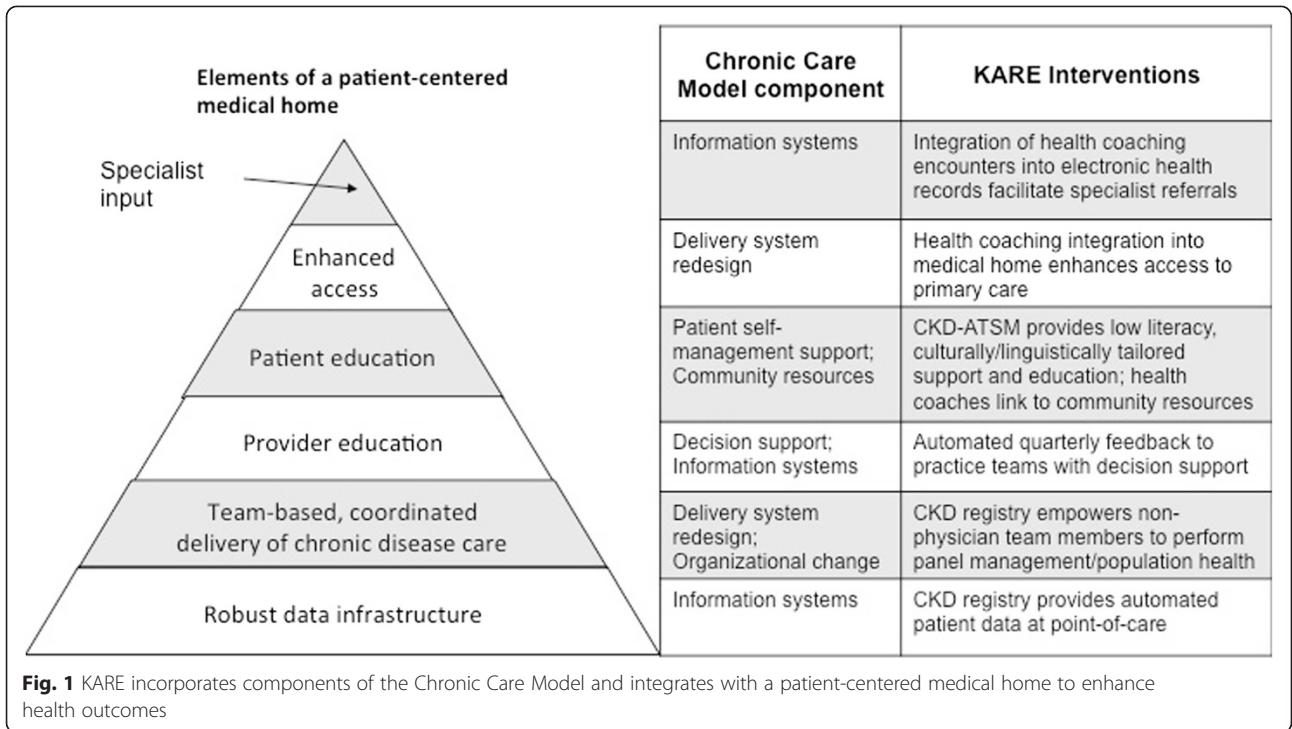 Elements of a patient-centered
medical home
Specialist
input
Enhanced
access
Patient education
Provider education
Team-based, coordinated
delivery of chronic disease care
Robust data infrastructure
Chronic Care
Model component
KARE Interventions
Information systems
Integration of health coaching
encounters into electronic health
records facilitate specialist referrals
Delivery system
redesign
Health coaching integration into
medical home enhances access to
primary care
Patient self-
management support;
Community resources
CKD-ATSM provides low literacy,
culturally/linguistically tailored
support and education; health
coaches link to community resources
Decision support;
Information systems
Automated quarterly feedback to
practice teams with decision support
Delivery system
redesign;
Organizational change
CKD registry empowers non-
physician team members to perform
panel management/population health
Information systems
CKD registry provides automated
patient data at point-of-care
Fig. 1 KARE incorporates components of the Chronic Care Model and integrates with a patient-centered medical home to enhance
health outcomes